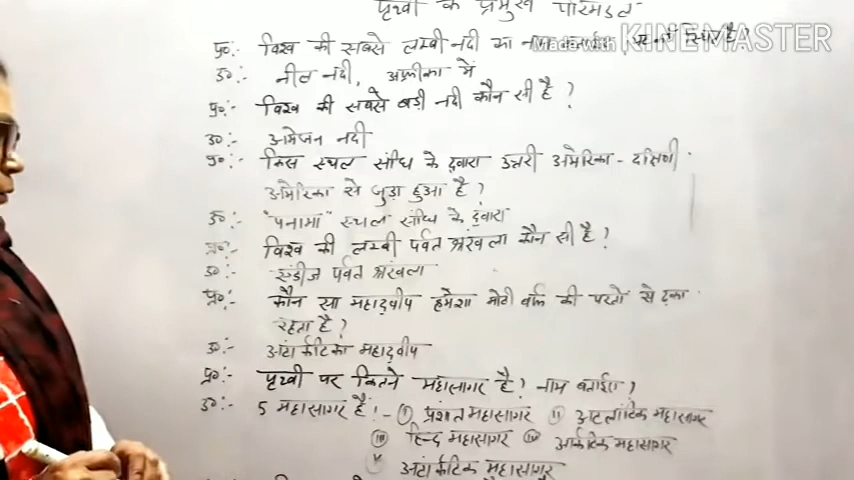 पृथ्वी के प्रमुख परिमंडल
प्र०:- विश्व की सबसे लम्बी नदी का नाम
Made with KINEMASTER
उ०:- नील नदी, अफ्रीका में
प्र०:- विश्व की सबसे बड़ी नदी कौन सी है?
उ०:- अमेजन नदी
प्र०:- किस स्थल संधि के द्वारा उत्तरी अमेरिका - दक्षिणी
अमेरिका से जुड़ा हुआ है?
उ०:- "पनामा" स्थल संधि के द्वारा
प्र०:- विश्व की लम्बी पर्वत श्रंखला कौन सी है?
उ०:- एण्डीज पर्वत श्रंखला
प्र०:- कौन सा महाद्वीप हमेशा मोटी बर्फ की परतों से ढ़का
रहता है?
उ०:- अंटार्कटिका महाद्वीप
प्र०:- पृथ्वी पर कितने महासागर है? नाम बताईए?
उ०:- 5 महासागर हैं!- (i) प्रशांत महासागर (ii) अटलांटिक महासागर
(iii) हिन्द महासागर (iv) आर्कटिक महासागर
(v) अंटार्कटिक महासागर